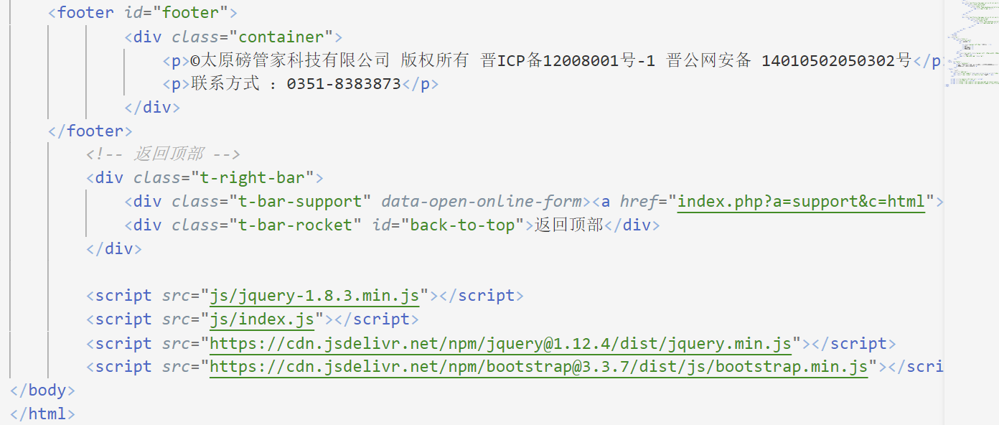 <footer id="footer">
<div class="container">
<p>©太原磅管家科技有限公司 版权所有 晋ICP备12008001号-1 晋公网安备 14010502050302号</p
<p>联系方式 : 0351-8383873</p>
</div>
</footer>
<!-- 返回顶部 -->
<div class="t-right-bar">
<div class="t-bar-support" data-open-online-form><a href="index.php?a=support&c=html">
<div class="t-bar-rocket" id="back-to-top">返回顶部</div>
</div>
<script src="js/jquery-1.8.3.min.js"></script>
<script src="js/index.js"></script>
<script src="https://cdn.jsdelivr.net/npm/jquery@1.12.4/dist/jquery.min.js"></script>
<script src="https://cdn.jsdelivr.net/npm/bootstrap@3.3.7/dist/js/bootstrap.min.js"></scri
</body>
</html>